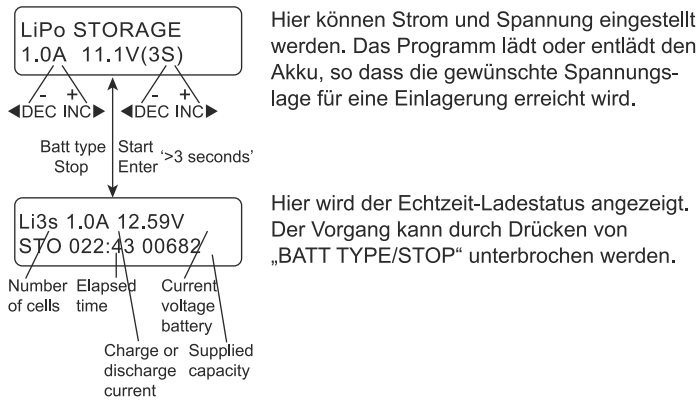 LiPo STORAGE
1.0A 11.1V(3S)
- + - +
◀DEC INC▶ ◀DEC INC▶
Batt type Start
Stop Enter '>3 seconds'
Li3s 1.0A 12.59V
STO 022:43 00682
Number Elapsed Current
of cells time voltage
battery
Charge or Supplied
discharge capacity
current
Hier können Strom und Spannung eingestellt
werden. Das Programm lädt oder entlädt den
Akku, so dass die gewünschte Spannungs-
lage für eine Einlagerung erreicht wird.
Hier wird der Echtzeit-Ladestatus angezeigt.
Der Vorgang kann durch Drücken von
„BATT TYPE/STOP“ unterbrochen werden.